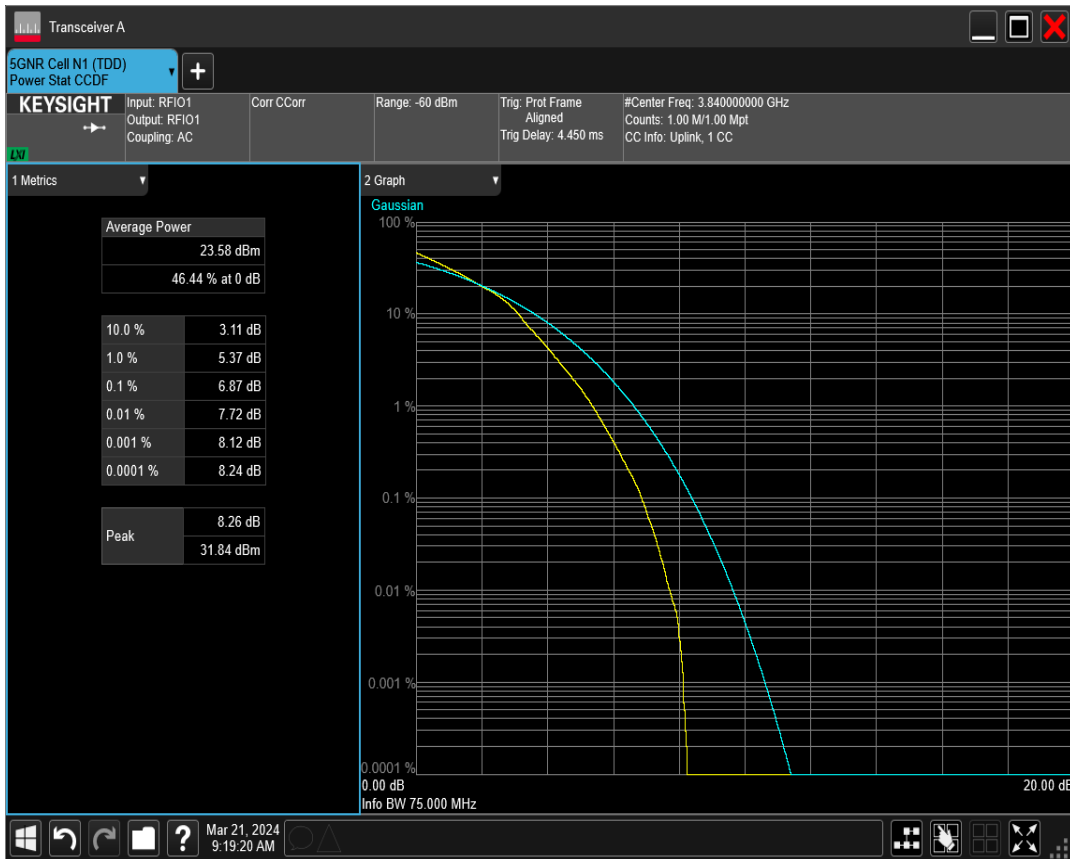 Transceiver A
5GNR Cell N1 (TDD)
Power Stat CCDF
+
KEYSIGHT
LXI
Input: RFIO1
Output: RFIO1
Coupling: AC
Corr CCorr
Range: -60 dBm
Trig: Prot Frame
Aligned
Trig Delay: 4.450 ms
#Center Freq: 3.840000000 GHz
Counts: 1.00 M/1.00 Mpt
CC Info: Uplink, 1 CC
1 Metrics
Average Power
23.58 dBm
46.44 % at 0 dB
10.0 % 3.11 dB
1.0 % 5.37 dB
0.1 % 6.87 dB
0.01 % 7.72 dB
0.001 % 8.12 dB
0.0001 % 8.24 dB
Peak
8.26 dB
31.84 dBm
2 Graph
Gaussian
100 %
10 %
1 %
0.1 %
0.01 %
0.001 %
0.0001 %
0.00 dB
20.00 dB
Info BW 75.000 MHz
?
Mar 21, 2024
9:19:20 AM